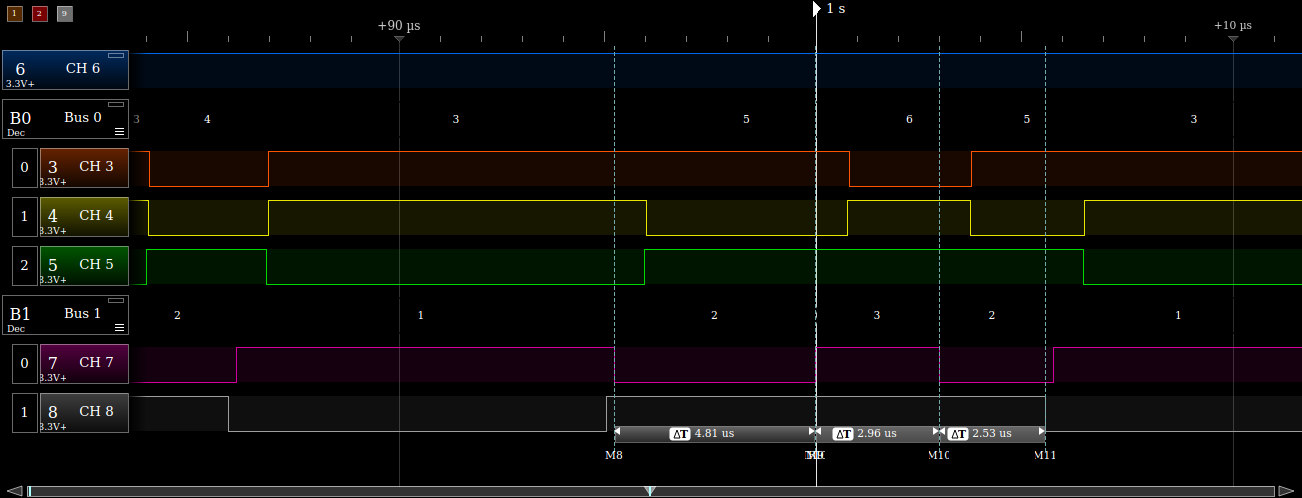 1 2 9
1 s
+90 µs +10 µs
6 CH 6
3.3V+
B0 Bus 0
Dec
3 4 3 5 6 5 3
0 3 CH 3
3.3V+
1 4 CH 4
3.3V+
2 5 CH 5
3.3V+
B1 Bus 1
Dec
2 1 2 3 2 1
0 7 CH 7
3.3V+
1 8 CH 8
3.3V+
ΔT 4.81 us ΔT 2.96 us ΔT 2.53 us
M8 M10 M11